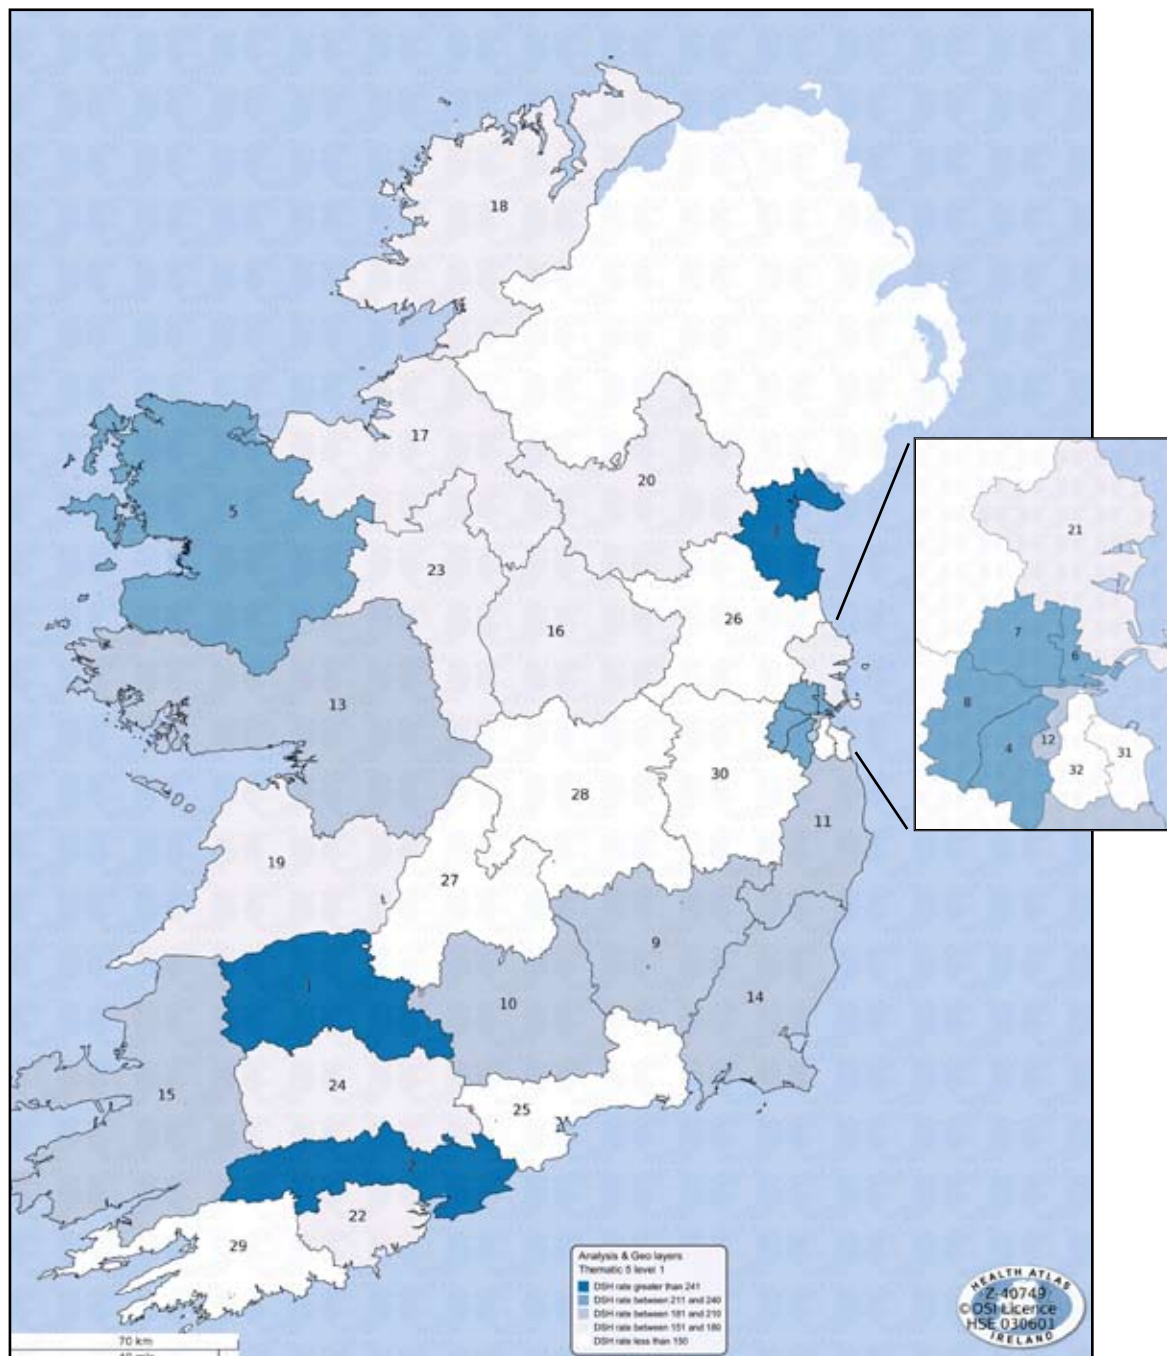 18
17
20
5
3
21
23
26
16
7
6
13
8
12
4
31
32
30
28
11
19
27
9
1
10
14
24
15
25
2
22
29
Analysis & Geo layers
Thematic 5 level 1
DSH rate greater than 241
DSH rate between 211 and 240
DSH rate between 181 and 210
DSH rate between 151 and 180
DSH rate less than 150
HEALTH ATLAS
Z-40749
©OSI Licence
HSE 030601
IRELAND
70 km